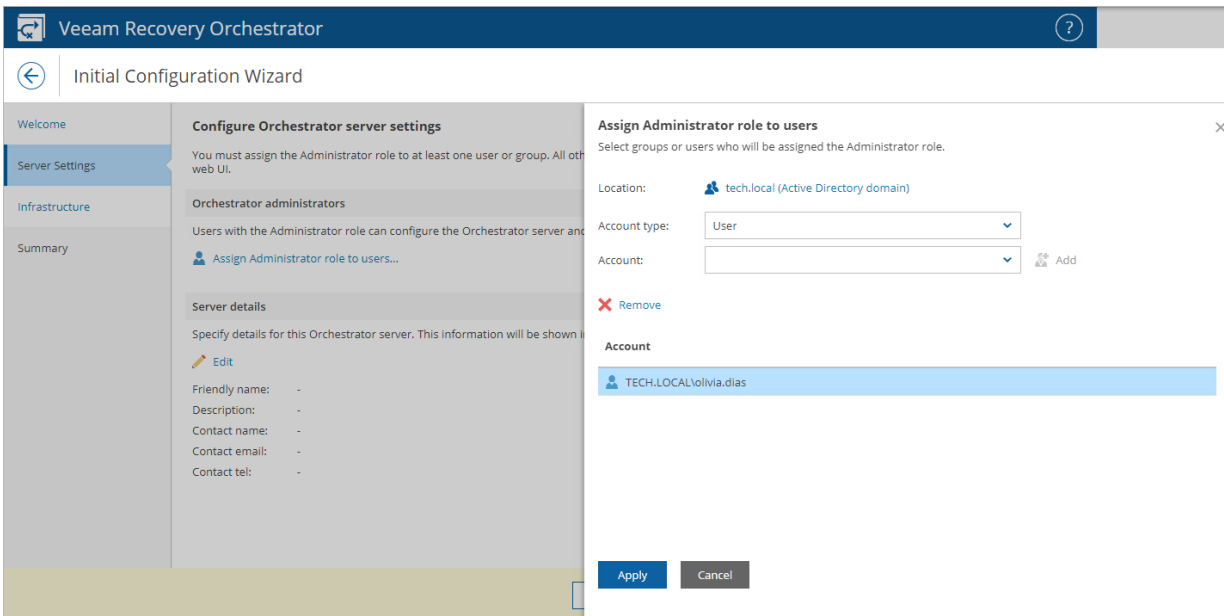 Veeam Recovery Orchestrator
?
Initial Configuration Wizard
Welcome
Server Settings
Infrastructure
Summary
Configure Orchestrator server settings
You must assign the Administrator role to at least one user or group. All oth
web UI.
Orchestrator administrators
Users with the Administrator role can configure the Orchestrator server and
Assign Administrator role to users...
Server details
Specify details for this Orchestrator server. This information will be shown i
Edit
Friendly name: -
Description: -
Contact name: -
Contact email: -
Contact tel: -
Assign Administrator role to users
Select groups or users who will be assigned the Administrator role.
Location: tech.local (Active Directory domain)
Account type: User
Account: Add
Remove
Account
TECH.LOCAL\olivia.dias
Apply Cancel